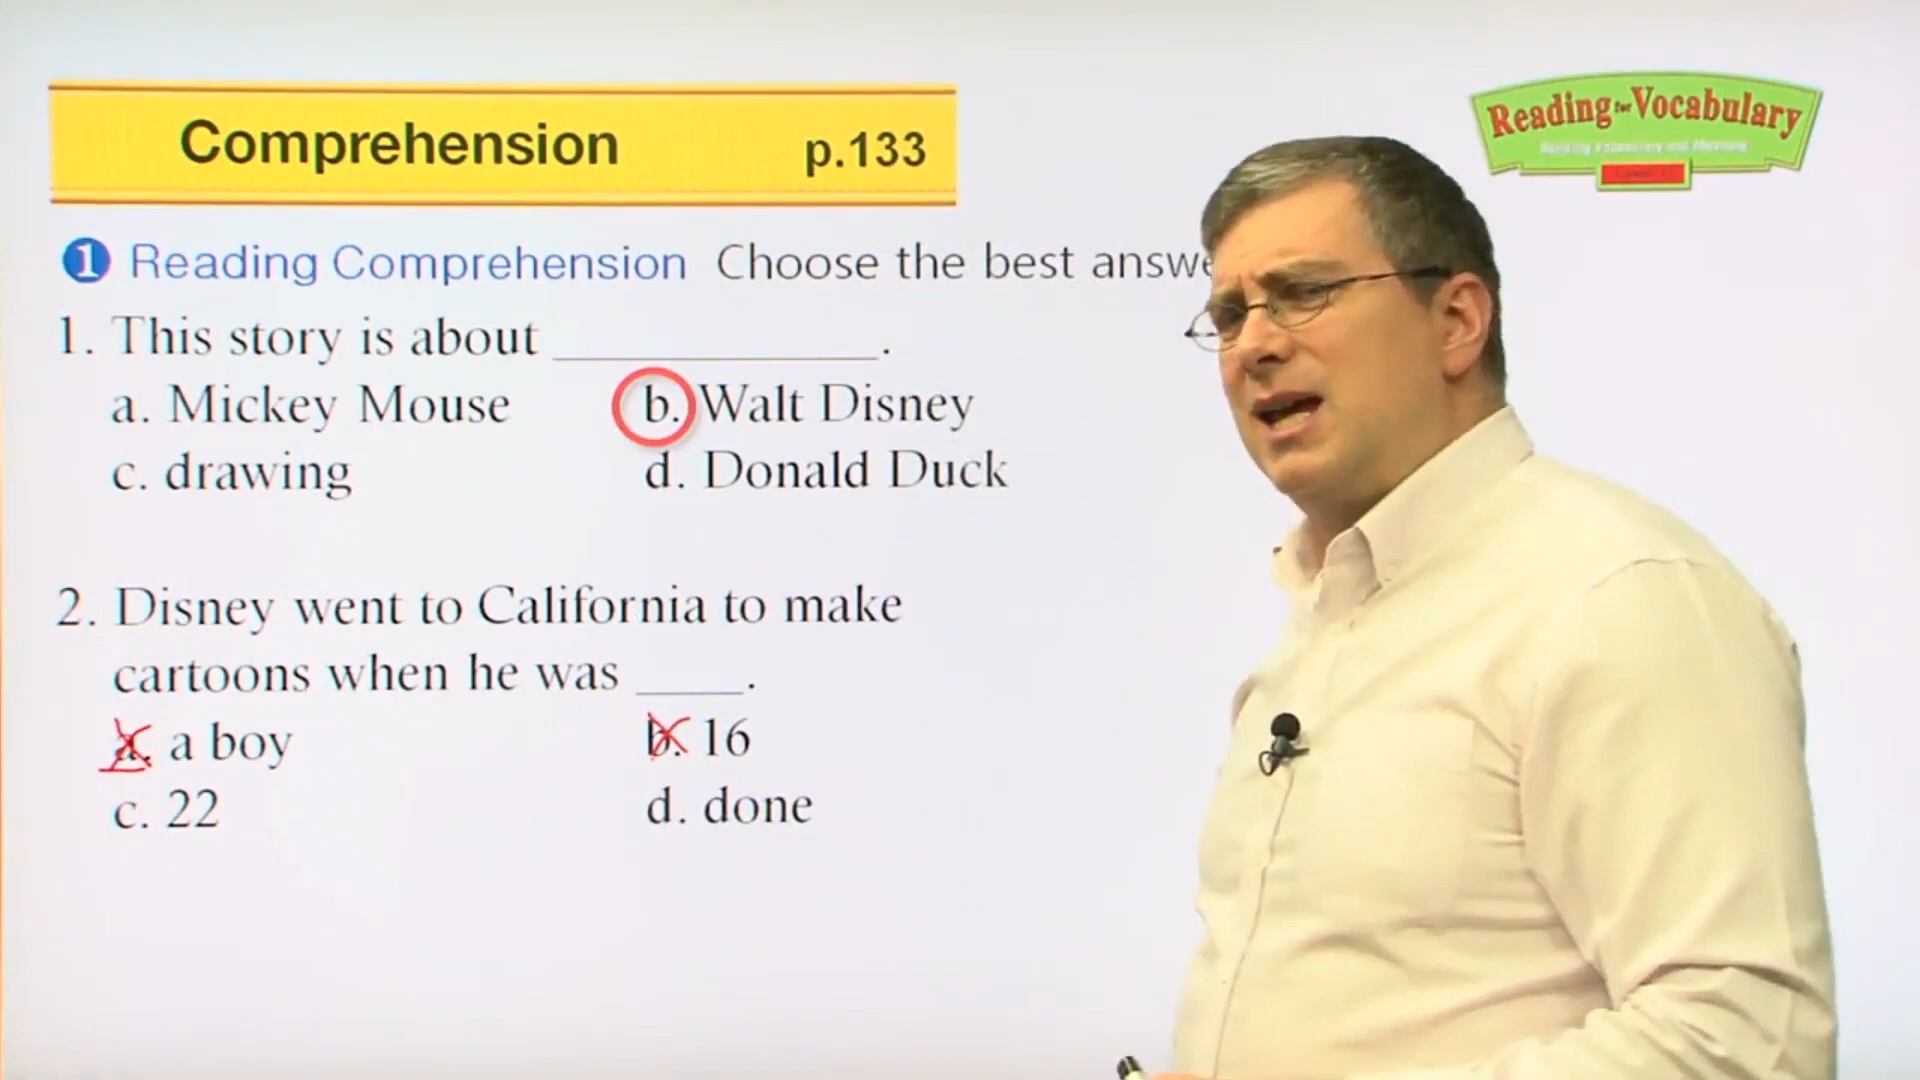 Comprehension p.133
Reading for Vocabulary
1 Reading Comprehension Choose the best answe
1. This story is about ____________.
a. Mickey Mouse b. Walt Disney
c. drawing d. Donald Duck
2. Disney went to California to make
cartoons when he was ____.
a. a boy b. 16
c. 22 d. done